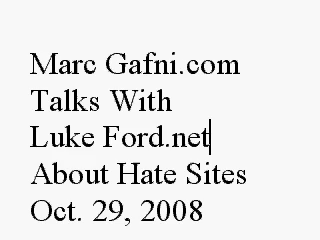 Marc Gafni.com
Talks With
Luke Ford.net
About Hate Sites
Oct. 29, 2008